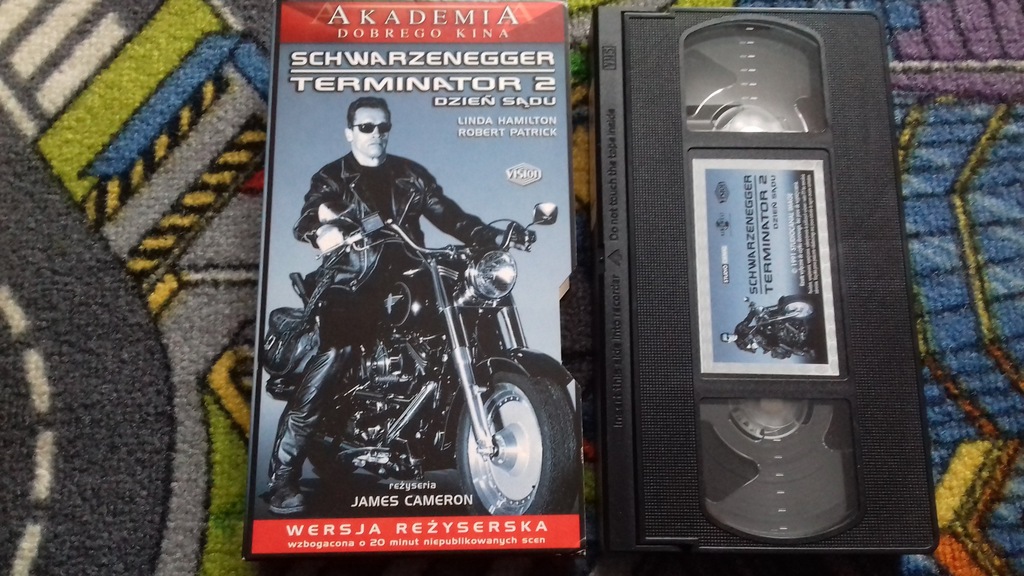 AKADEMIA
DOBREGO KINA
SCHWARZENEGGER
TERMINATOR 2
DZIEŃ SĄDU
LINDA HAMILTON
ROBERT PATRICK
VISION
reżyseria
JAMES CAMERON
WERSJA REŻYSERSKA
wzbogacona o 20 minut niepublikowanych scen
VHS
Insert this side into recorder
Do not touch the tape inside
VISION
SCHWARZENEGGER
TERMINATOR 2
DZIEŃ SĄDU